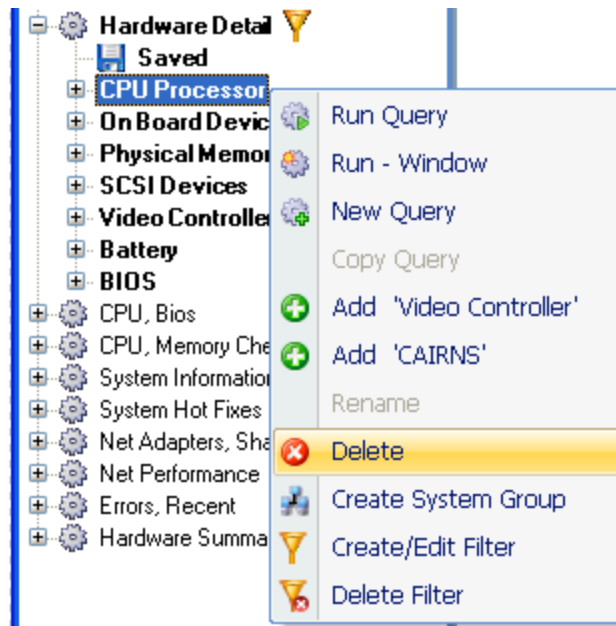 Hardware Detail
Saved
CPU Processor
On Board Devic
Physical Memor
SCSI Devices
Video Controlle
Battery
BIOS
CPU, Bios
CPU, Memory Che
System Informatio
System Hot Fixes
Net Adapters, Sha
Net Performance
Errors, Recent
Hardware Summa
Run Query
Run - Window
New Query
Copy Query
Add 'Video Controller'
Add 'CAIRNS'
Rename
Delete
Create System Group
Create/Edit Filter
Delete Filter